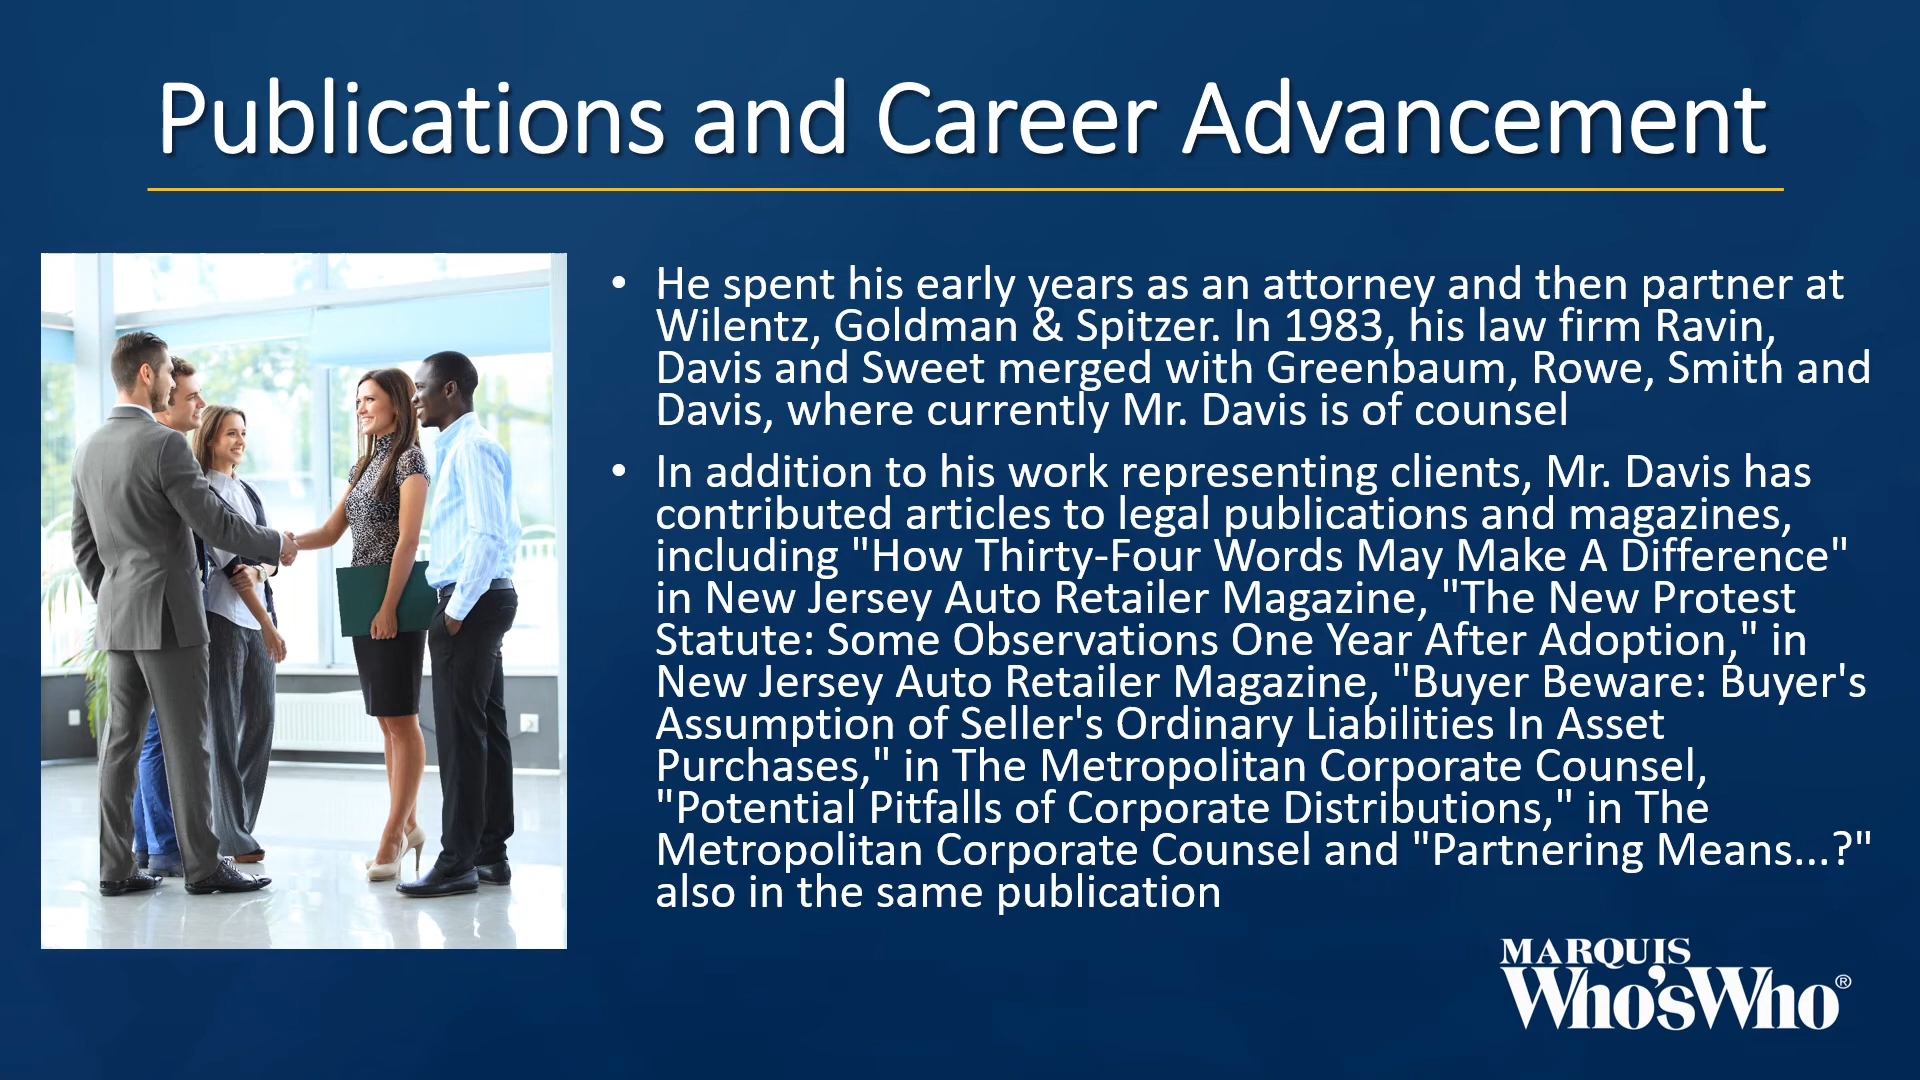 Publications and Career Advancement
• He spent his early years as an attorney and then partner at
Wilentz, Goldman & Spitzer. In 1983, his law firm Ravin,
Davis and Sweet merged with Greenbaum, Rowe, Smith and
Davis, where currently Mr. Davis is of counsel
• In addition to his work representing clients, Mr. Davis has
contributed articles to legal publications and magazines,
including "How Thirty-Four Words May Make A Difference"
in New Jersey Auto Retailer Magazine, "The New Protest
Statute: Some Observations One Year After Adoption," in
New Jersey Auto Retailer Magazine, "Buyer Beware: Buyer's
Assumption of Seller's Ordinary Liabilities In Asset
Purchases," in The Metropolitan Corporate Counsel,
"Potential Pitfalls of Corporate Distributions," in The
Metropolitan Corporate Counsel and "Partnering Means...?"
also in the same publication
MARQUIS
Who'sWho®